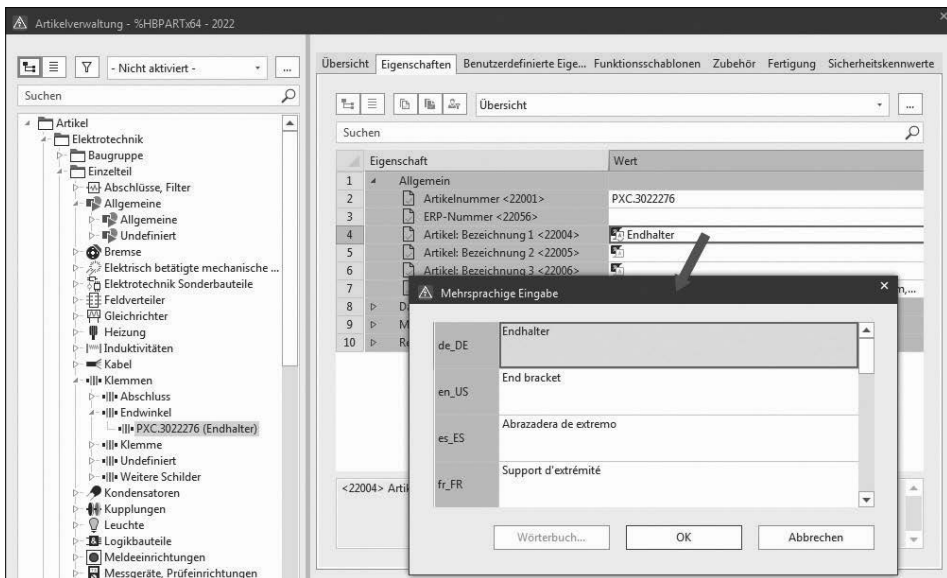 Artikelverwaltung - %HBPARTx64 - 2022
- Nicht aktiviert -
...
Suchen
Artikel
Elektrotechnik
Baugruppe
Einzelteil
Abschlüsse, Filter
Allgemeine
Allgemeine
Undefiniert
Bremse
Elektrisch betätigte mechanische ...
Elektrotechnik Sonderbauteile
Feldverteiler
Gleichrichter
Heizung
Induktivitäten
Kabel
Klemmen
Abschluss
Endwinkel
PXC.3022276 (Endhalter)
Klemme
Undefiniert
Weitere Schilder
Kondensatoren
Kupplungen
Leuchte
Logikbauteile
Meldeeinrichtungen
Messgeräte, Prüfeinrichtungen
Übersicht Eigenschaften Benutzerdefinierte Eige... Funktionsschablonen Zubehör Fertigung Sicherheitskennwerte
Übersicht
...
Suchen
Eigenschaft Wert
1 Allgemein
2 Artikelnummer <22001> PXC.3022276
3 ERP-Nummer <22056>
4 Artikel: Bezeichnung 1 <22004> Endhalter
5 Artikel: Bezeichnung 2 <22005>
6 Artikel: Bezeichnung 3 <22006>
7
8 D
9 M
10 Re
<22004> Arti
Mehrsprachige Eingabe
de_DE Endhalter
en_US End bracket
es_ES Abrazadera de extremo
fr_FR Support d'extrémité
Wörterbuch... OK Abbrechen